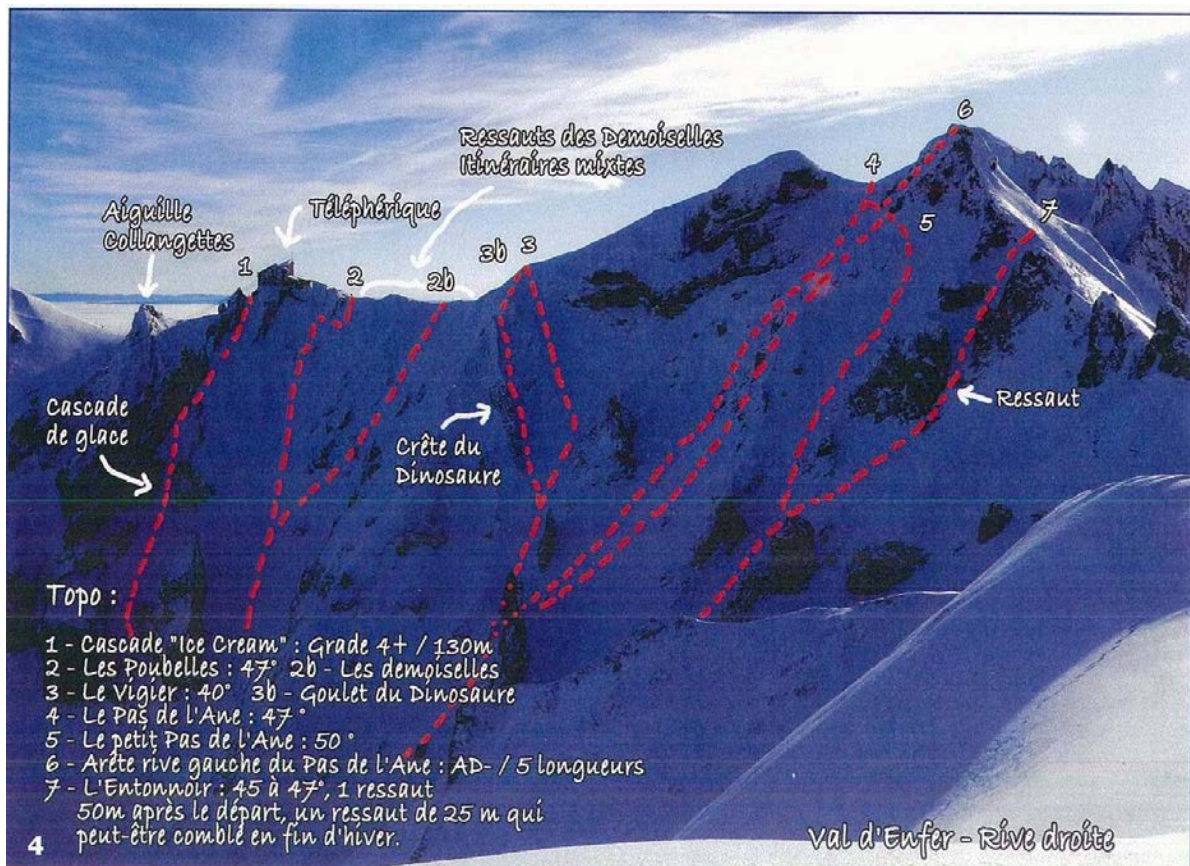 Ressauts des Demoiselles
Itinéraires mixtes
6
4
Aiguille
Collangettes
Téléphérique
5
7
3b
3
1
2
2b
Cascade
de glace
Crête du
Dinosaure
Ressaut
Topo :
1 - Cascade "Ice Cream" : Grade 4+ / 130m
2 - Les Poubelles : 47° 2b - Les demoiselles
3 - Le Vigier : 40° 3b - Goulet du Dinosaure
4 - Le Pas de l'Ane : 47°
5 - Le petit Pas de l'Ane : 50°
6 - Arête rive gauche du Pas de l'Ane : AD- / 5 longueurs
7 - L'Entonnoir : 45 à 47°, 1 ressaut
50m après le départ, un ressaut de 25 m qui
peut-être comblé en fin d'hiver.
4
Val d'Enfer - Rive droite